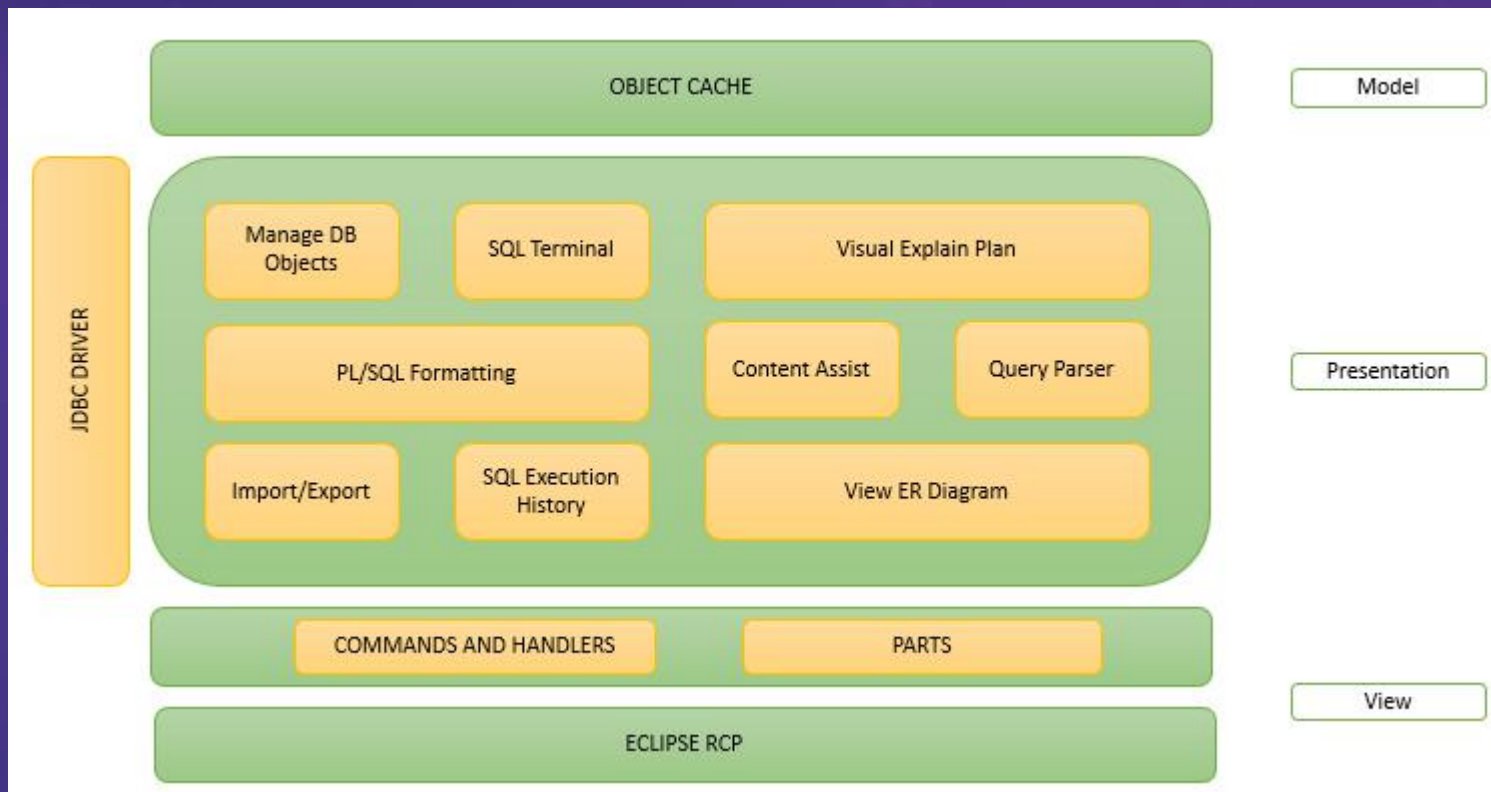 OBJECT CACHE
Model
JDBC DRIVER
Manage DB
Objects
SQL Terminal
Visual Explain Plan
PL/SQL Formatting
Content Assist
Query Parser
Presentation
Import/Export
SQL Execution
History
View ER Diagram
COMMANDS AND HANDLERS
PARTS
View
ECLIPSE RCP